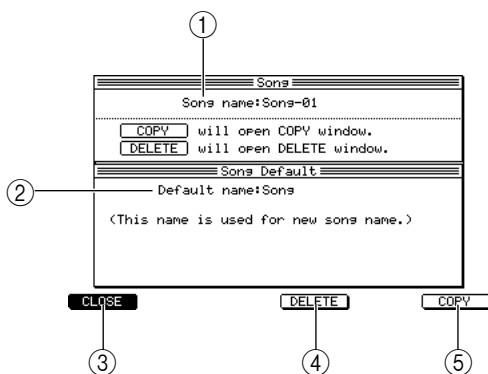 ①
Song
Song name:Song-01
COPY will open COPY window.
DELETE will open DELETE window.
Song Default
② Default name:Song
(This name is used for new song name.)
CLOSE DELETE COPY
③ ④ ⑤